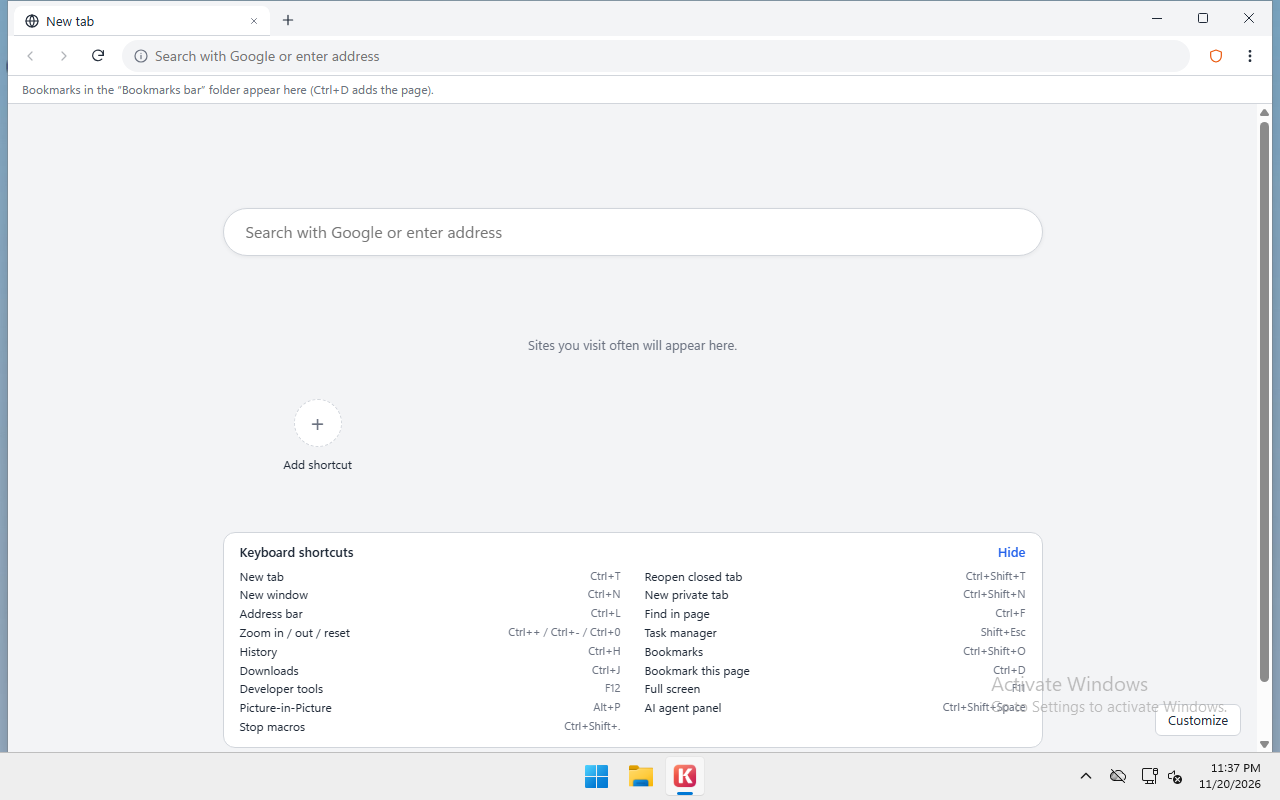 New tab
Search with Google or enter address
Bookmarks in the "Bookmarks bar" folder appear here (Ctrl+D adds the page).
Search with Google or enter address
Sites you visit often will appear here.
+
Add shortcut
Keyboard shortcuts Hide
New tab Ctrl+T Reopen closed tab Ctrl+Shift+T
New window Ctrl+N New private tab Ctrl+Shift+N
Address bar Ctrl+L Find in page Ctrl+F
Zoom in / out / reset Ctrl++ / Ctrl+- / Ctrl+0 Task manager Shift+Esc
History Ctrl+H Bookmarks Ctrl+Shift+O
Downloads Ctrl+J Bookmark this page Ctrl+D
Developer tools F12 Full screen F11
Picture-in-Picture Alt+P AI agent panel Ctrl+Shift+Space
Stop macros Ctrl+Shift+.
Activate Windows
Go to Settings to activate Windows.
Customize
K
11:37 PM
11/20/2026